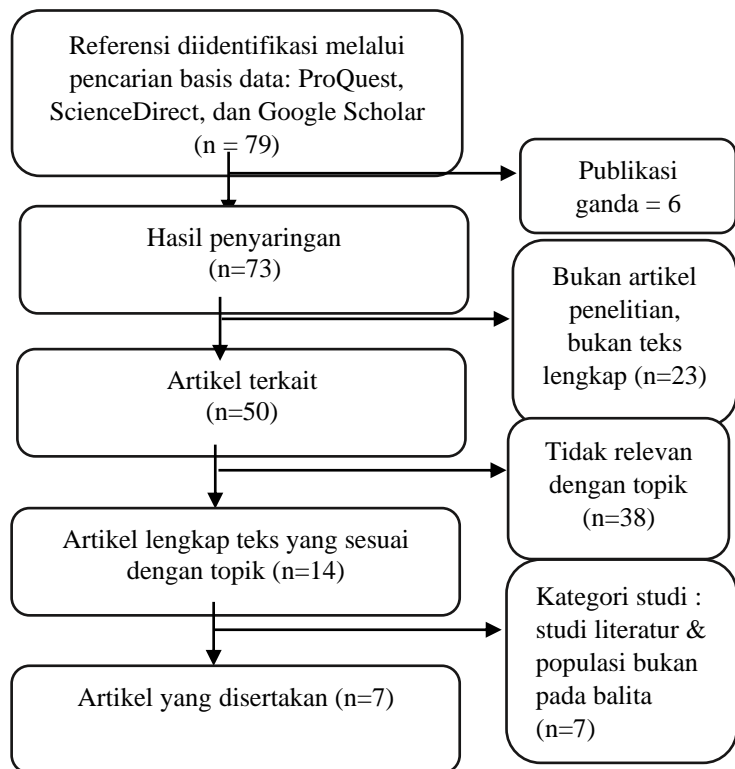 Referensi diidentifikasi melalui
pencarian basis data: ProQuest,
ScienceDirect, dan Google Scholar
(n = 79)
Publikasi
ganda = 6
Hasil penyaringan
(n=73)
Bukan artikel
penelitian,
bukan teks
lengkap (n=23)
Artikel terkait
(n=50)
Tidak relevan
dengan topik
(n=38)
Artikel lengkap teks yang sesuai
dengan topik (n=14)
Kategori studi :
studi literatur &
populasi bukan
pada balita
(n=7)
Artikel yang disertakan (n=7)